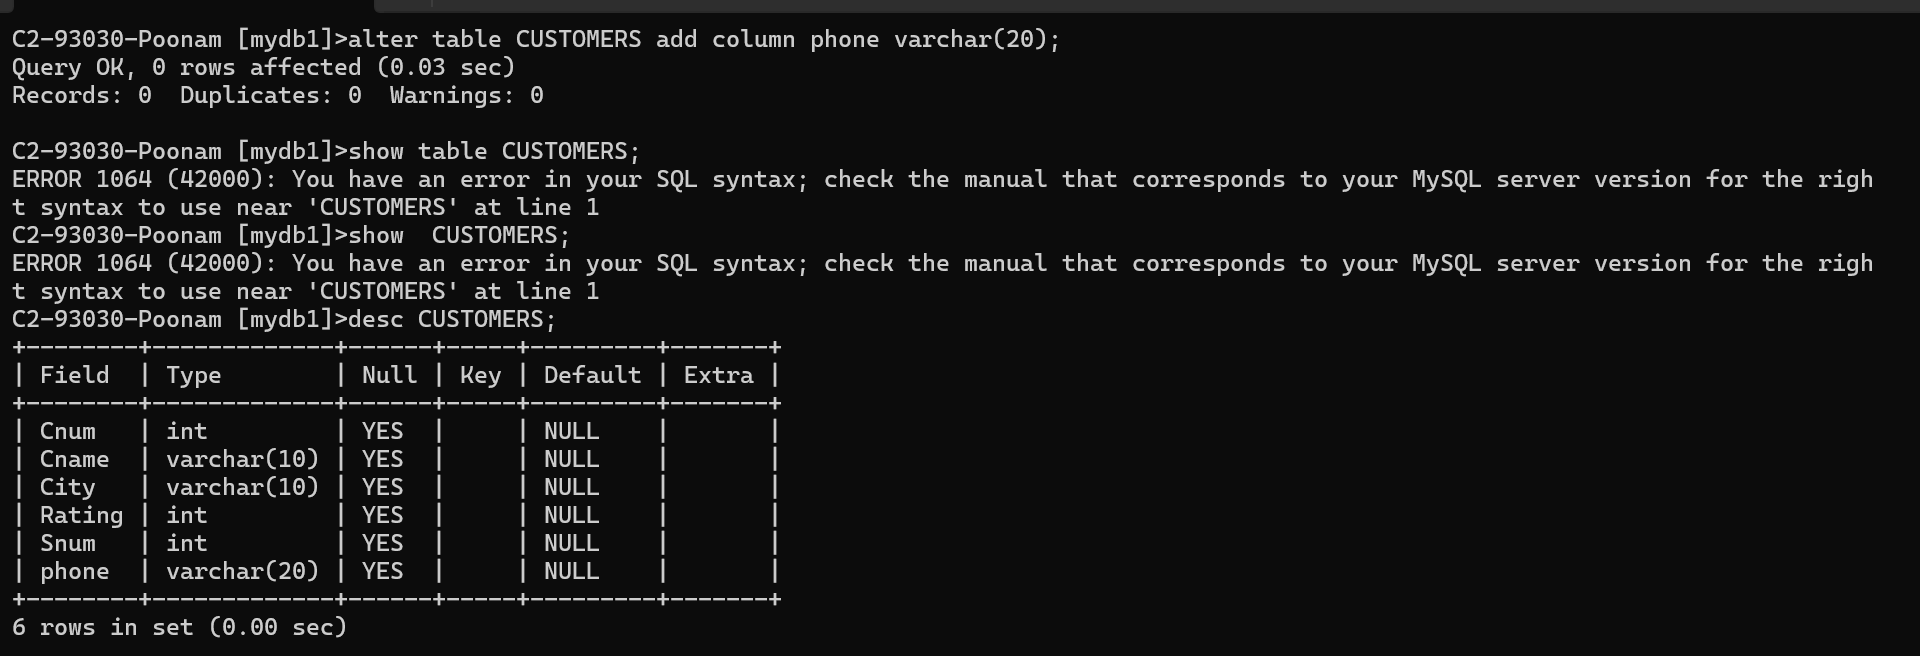 C2-93030-Poonam [mydb1]>alter table CUSTOMERS add column phone varchar(20);
Query OK, 0 rows affected (0.03 sec)
Records: 0  Duplicates: 0  Warnings: 0

C2-93030-Poonam [mydb1]>show table CUSTOMERS;
ERROR 1064 (42000): You have an error in your SQL syntax; check the manual that corresponds to your MySQL server version for the righ
t syntax to use near 'CUSTOMERS' at line 1
C2-93030-Poonam [mydb1]>show  CUSTOMERS;
ERROR 1064 (42000): You have an error in your SQL syntax; check the manual that corresponds to your MySQL server version for the righ
t syntax to use near 'CUSTOMERS' at line 1
C2-93030-Poonam [mydb1]>desc CUSTOMERS;
+--------+-------------+------+-----+---------+-------+
| Field  | Type        | Null | Key | Default | Extra |
+--------+-------------+------+-----+---------+-------+
| Cnum   | int         | YES  |     | NULL    |       |
| Cname  | varchar(10) | YES  |     | NULL    |       |
| City   | varchar(10) | YES  |     | NULL    |       |
| Rating | int         | YES  |     | NULL    |       |
| Snum   | int         | YES  |     | NULL    |       |
| phone  | varchar(20) | YES  |     | NULL    |       |
+--------+-------------+------+-----+---------+-------+
6 rows in set (0.00 sec)